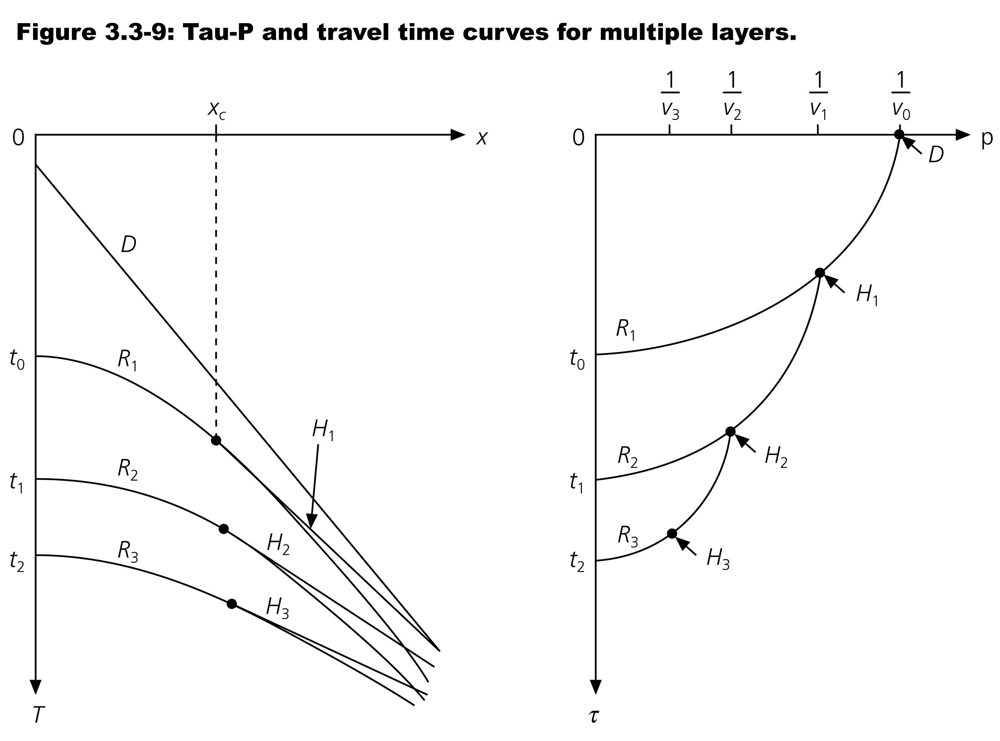 Figure 3.3-9: Tau-P and travel time curves for multiple layers.
x_c
0
x
D
t_0
R_1
H_1
t_1
R_2
H_2
t_2
R_3
H_3
T
1/v_3
1/v_2
1/v_1
1/v_0
0
p
D
H_1
R_1
t_0
R_2
H_2
t_1
R_3
H_3
t_2
τ